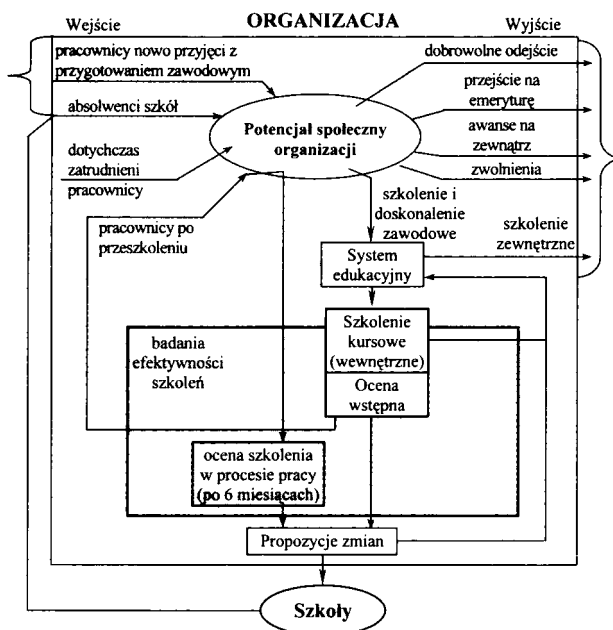 Wejście
ORGANIZACJA
Wyjście
pracownicy nowo przyjęci z
przygotowaniem zawodowym
dobrowolne odejście
absolwenci szkół
przejście na
emeryturę
Potencjał społeczny
organizacji
awanse na
zewnątrz
dotychczas
zatrudnieni
pracownicy
zwolnienia
szkolenie i
doskonalenie
zawodowe
szkolenie
zewnętrzne
pracownicy po
przeszkoleniu
System
edukacyjny
badania
efektywności
szkoleń
Szkolenie
kursowe
(wewnętrzne)
Ocena
wstępna
ocena szkolenia
w procesie pracy
(po 6 miesiącach)
Propozycje zmian
Szkoły